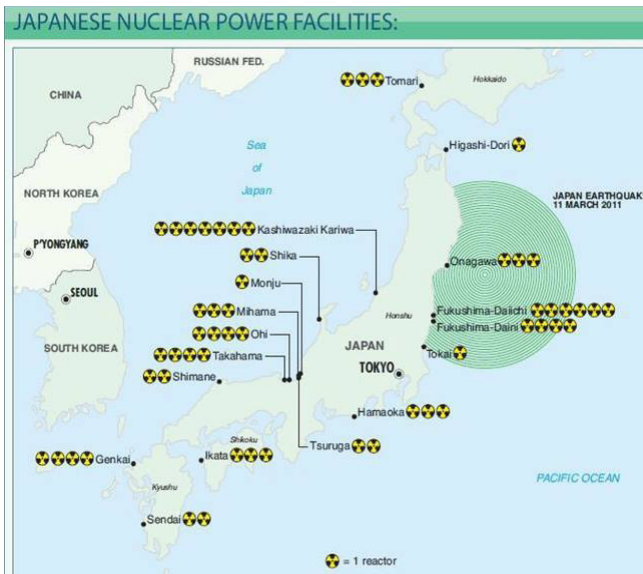 JAPANESE NUCLEAR POWER FACILITIES:
RUSSIAN FED.
CHINA
Hokkaido
Tomari
Sea
of
Japan
Higashi-Dori
NORTH KOREA
JAPAN EARTHQUAK
11 MARCH 2011
P'YONGYANG
Kashiwazaki Kariwa
Shika
Onagawa
SEOUL
Monju
Mihama
Honshu
Fukushima-Daiichi
Fukushima-Daini
Ohi
SOUTH KOREA
JAPAN
Takahama
Tokai
Shimane
TOKYO
Hamaoka
Shikoku
Tsuruga
Genkai
Ikata
Kyushu
PACIFIC OCEAN
Sendai
= 1 reactor